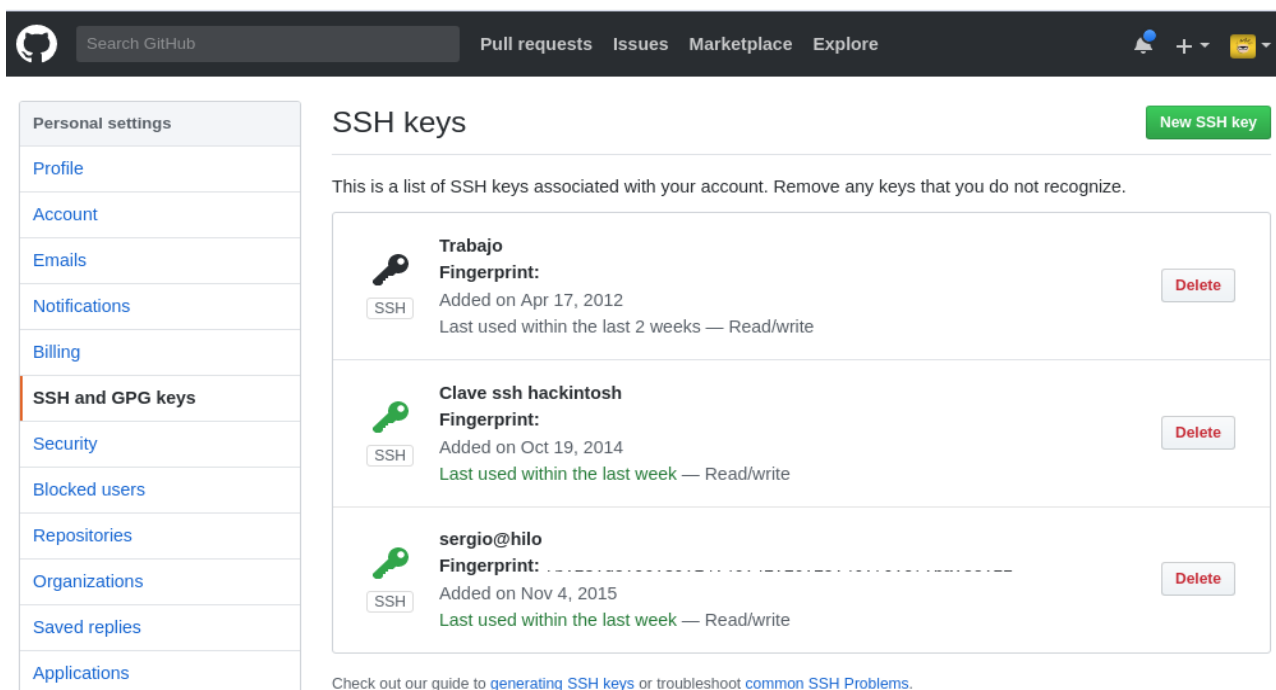 Search GitHub
Pull requests Issues Marketplace Explore
Personal settings
Profile
Account
Emails
Notifications
Billing
SSH and GPG keys
Security
Blocked users
Repositories
Organizations
Saved replies
Applications
SSH keys
New SSH key
This is a list of SSH keys associated with your account. Remove any keys that you do not recognize.
SSH
Trabajo
Fingerprint:
Added on Apr 17, 2012
Last used within the last 2 weeks — Read/write
Delete
SSH
Clave ssh hackintosh
Fingerprint:
Added on Oct 19, 2014
Last used within the last week — Read/write
Delete
SSH
sergio@hilo
Fingerprint:
Added on Nov 4, 2015
Last used within the last week — Read/write
Delete
Check out our guide to generating SSH keys or troubleshoot common SSH Problems.